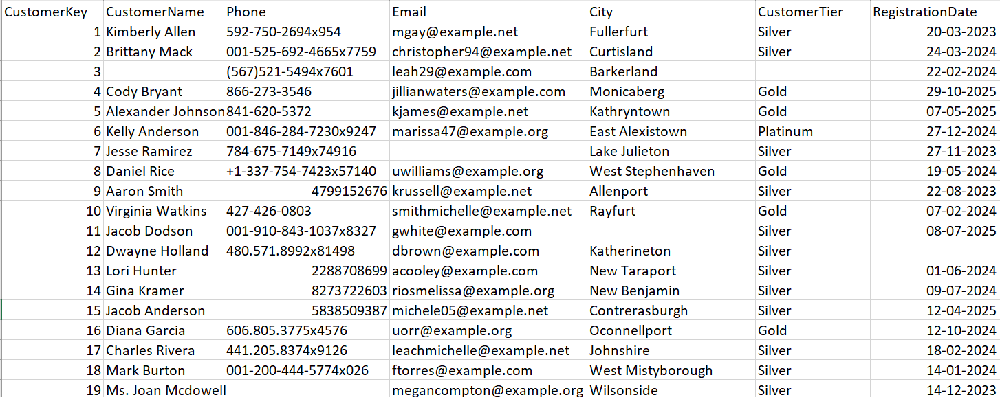 CustomerKey CustomerName Phone Email City CustomerTier RegistrationDate
1 Kimberly Allen 592-750-2694x954 mgay@example.net Fullerfurt Silver 20-03-2023
2 Brittany Mack 001-525-692-4665x7759 christopher94@example.net Curtisland Silver 24-03-2024
3 (567)521-5494x7601 leah29@example.com Barkerland 22-02-2024
4 Cody Bryant 866-273-3546 jillianwaters@example.com Monicaberg Gold 29-10-2025
5 Alexander Johnson 841-620-5372 kjames@example.net Kathryntown Gold 07-05-2025
6 Kelly Anderson 001-846-284-7230x9247 marissa47@example.org East Alexistown Platinum 27-12-2024
7 Jesse Ramirez 784-675-7149x74916 Lake Julieton Silver 27-11-2023
8 Daniel Rice +1-337-754-7423x57140 uwilliams@example.org West Stephenhaven Gold 19-05-2024
9 Aaron Smith 4799152676 krussell@example.net Allenport Silver 22-08-2023
10 Virginia Watkins 427-426-0803 smithmichelle@example.net Rayfurt Gold 07-02-2024
11 Jacob Dodson 001-910-843-1037x8327 gwhite@example.com Silver 08-07-2025
12 Dwayne Holland 480.571.8992x81498 dbrown@example.com Katherineton Silver
13 Lori Hunter 2288708699 acooley@example.com New Taraport Silver 01-06-2024
14 Gina Kramer 8273722603 riosmelissa@example.org New Benjamin Silver 09-07-2024
15 Jacob Anderson 5838509387 michele05@example.net Contrerasburgh Silver 12-04-2025
16 Diana Garcia 606.805.3775x4576 uorr@example.org Oconnellport Gold 12-10-2024
17 Charles Rivera 441.205.8374x9126 leachmichelle@example.net Johnshire Silver 18-02-2024
18 Mark Burton 001-200-444-5774x026 ftorres@example.com West Mistyborough Silver 14-01-2024
19 Ms. Joan Mcdowell megancompton@example.org Wilsonside Silver 14-12-2023